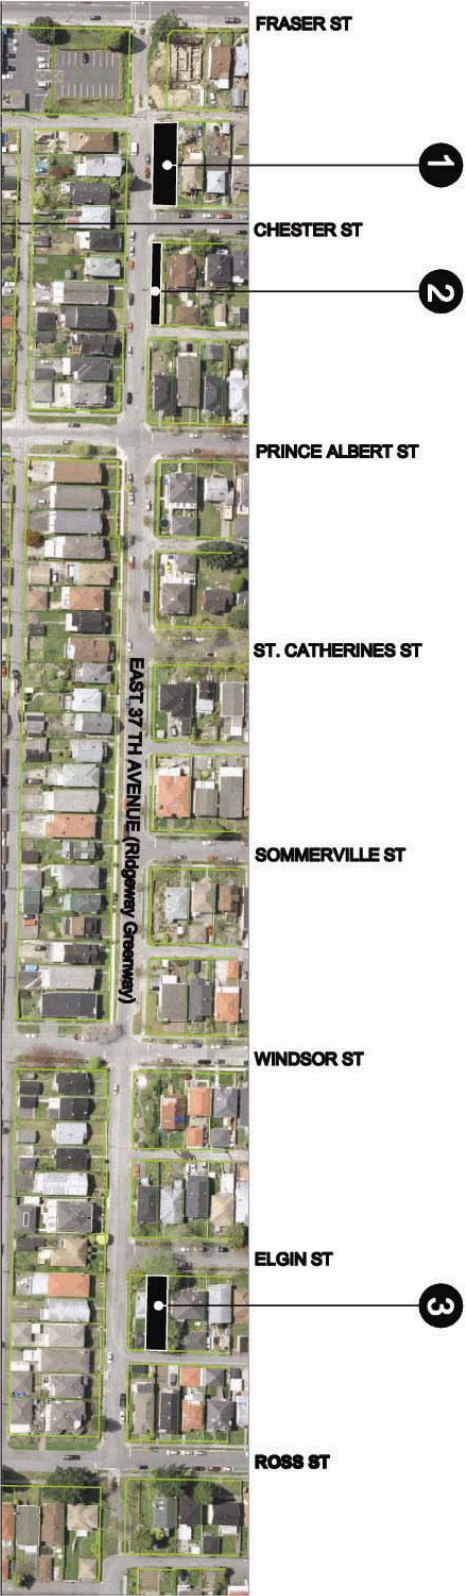 FRASER ST
1
CHESTER ST
2
PRINCE ALBERT ST
ST. CATHERINES ST
EAST 37 TH AVENUE (Ridgeway Greenway)
SOMMERVILLE ST
WINDSOR ST
ELGIN ST
3
ROSS ST